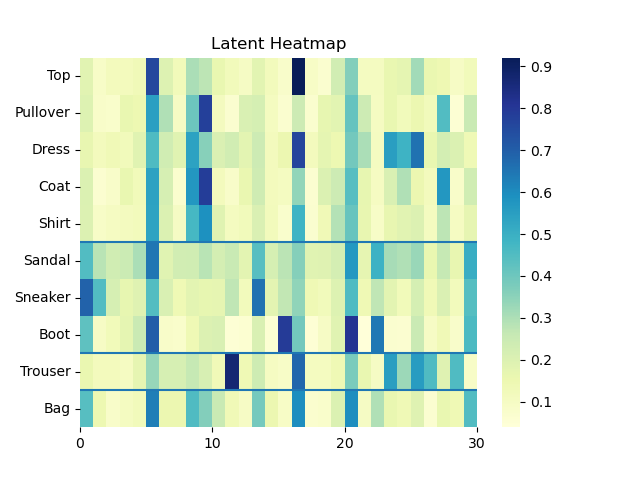 Latent Heatmap
Top
Pullover
Dress
Coat
Shirt
Sandal
Sneaker
Boot
Trouser
Bag
0 10 20 30
0.9
0.8
0.7
0.6
0.5
0.4
0.3
0.2
0.1